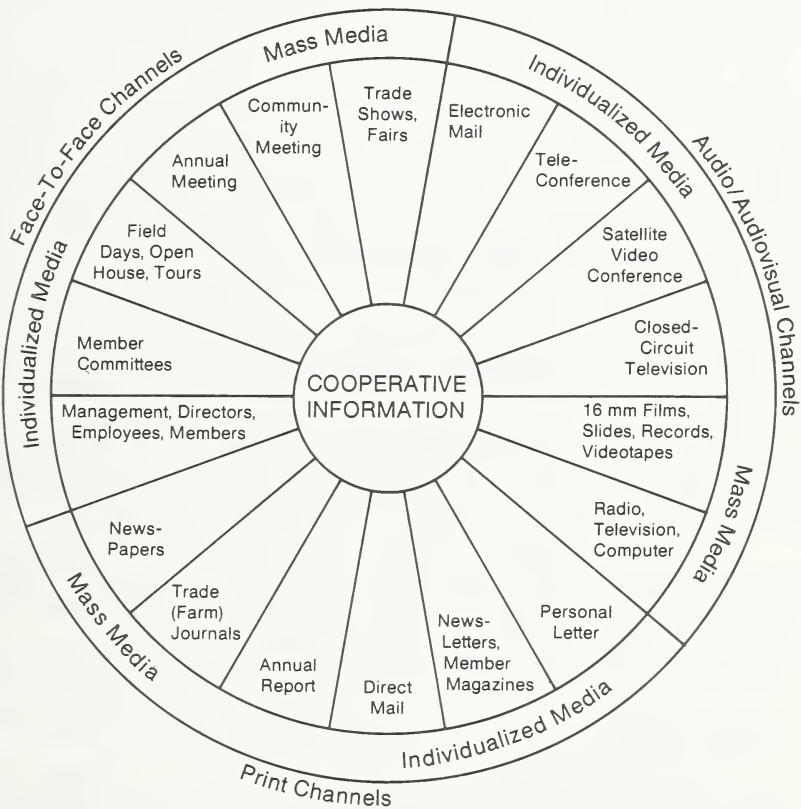 Face-To-Face Channels
Mass Media
Individualized Media
Audio/Audiovisual Channels
Individualized Media
Mass Media
Print Channels
Mass Media
Individualized Media
Trade
Shows,
Fairs
Electronic
Mail
Tele-
Conference
Satellite
Video
Conference
Closed-
Circuit
Television
16 mm Films,
Slides, Records,
Videotapes
Radio,
Television,
Computer
Personal
Letter
News-
Letters,
Member
Magazines
Direct
Mail
Annual
Report
Trade
(Farm)
Journals
News-
Papers
Management, Directors,
Employees, Members
Member
Committees
Field
Days, Open
House, Tours
Annual
Meeting
Commun-
ity
Meeting
COOPERATIVE
INFORMATION